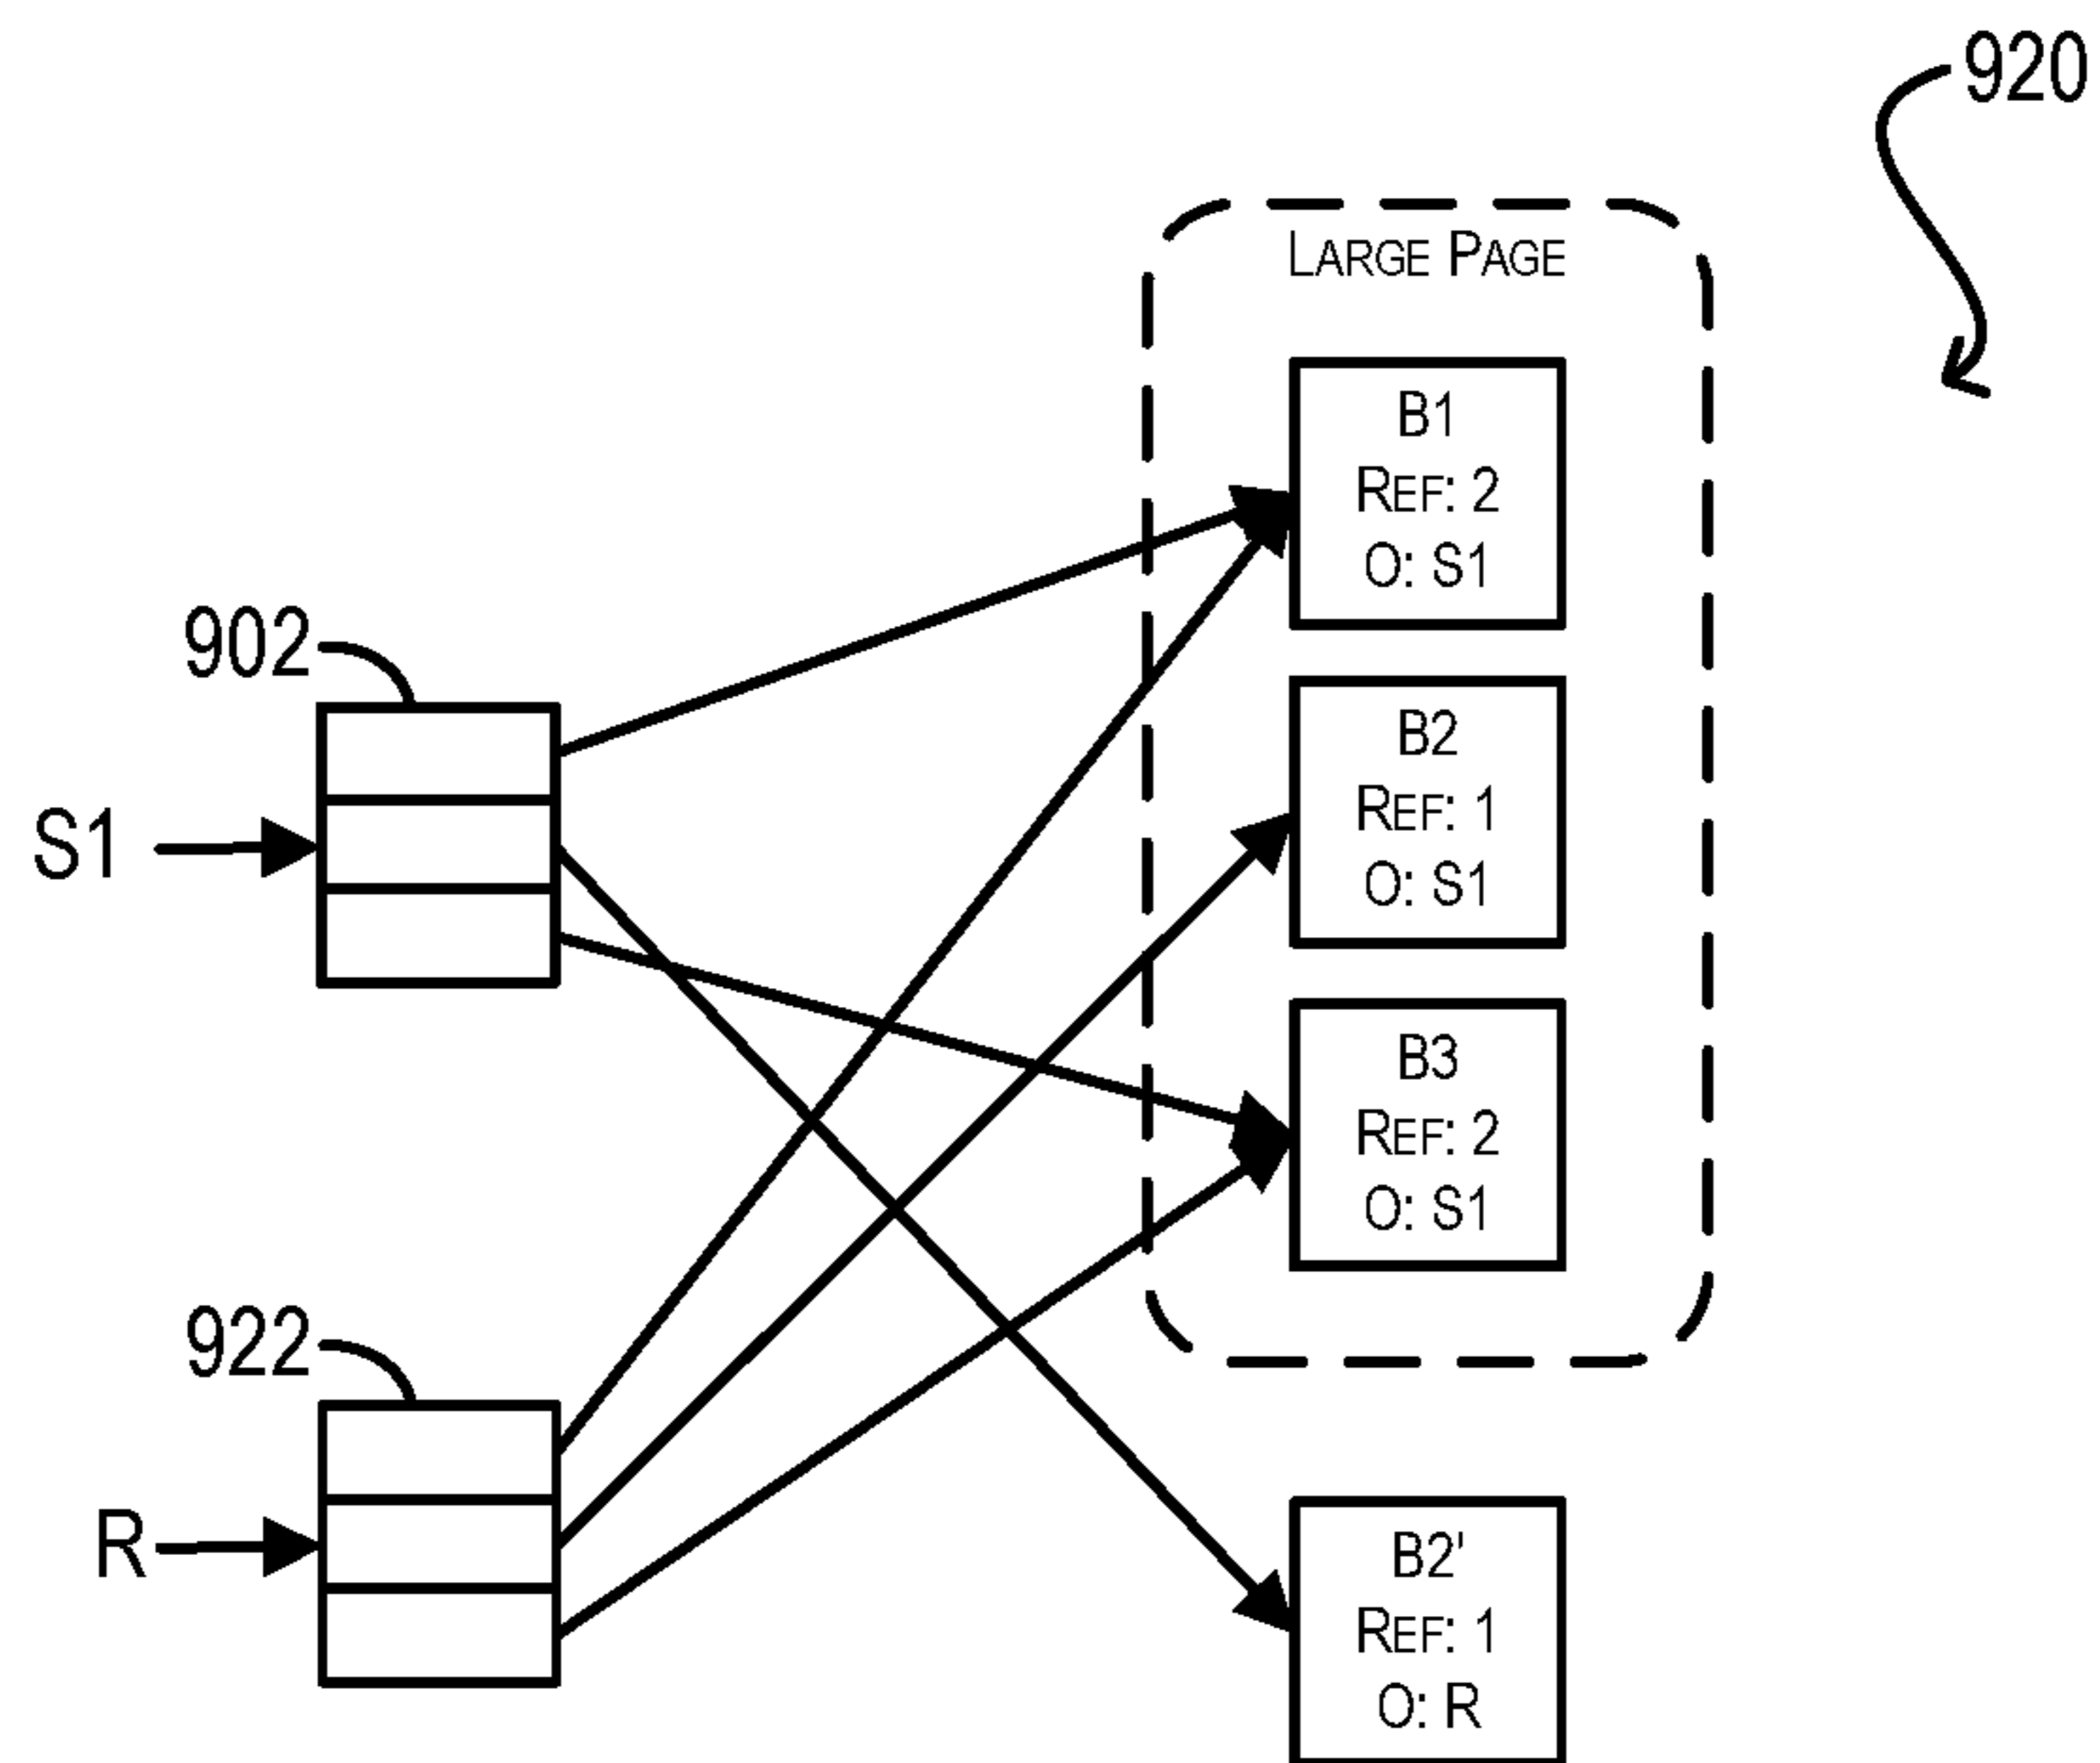 920
LARGE PAGE
B1
REF: 2
O: S1
902
S1
B2
REF: 1
O: S1
B3
REF: 2
O: S1
922
R
B2'
REF: 1
O: R